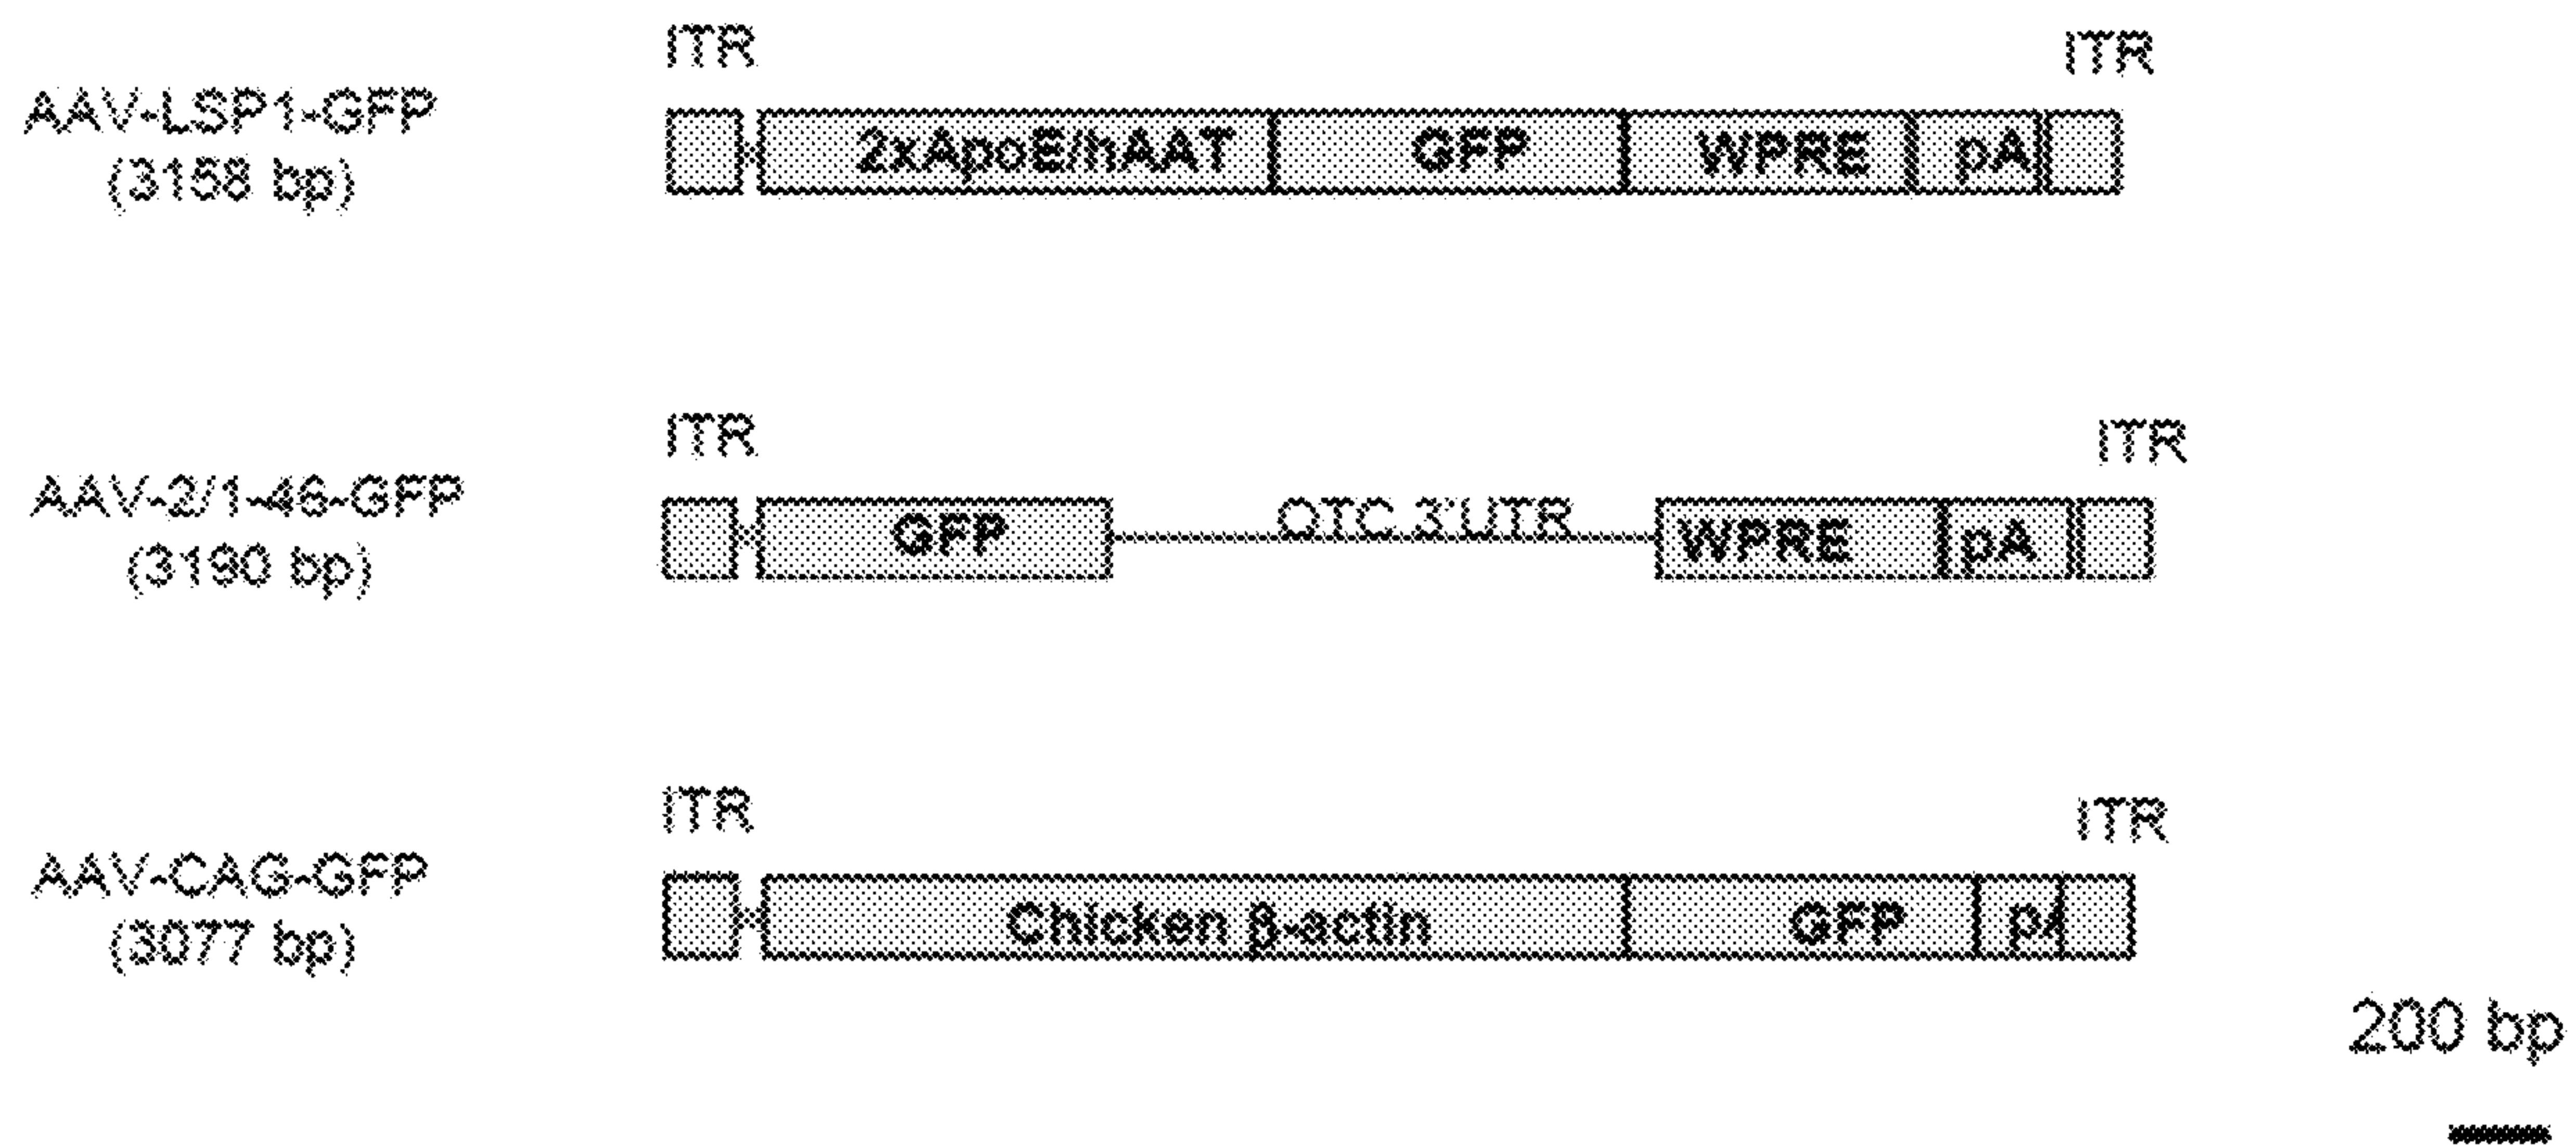 ITR ITR
AAV-LSP1-GFP
(3158 bp)
2xApoE/hAAT GFP WPRE pA
ITR ITR
AAV-2/1-46-GFP
(3190 bp)
GFP OTC 3'UTR WPRE pA
ITR ITR
AAV-CAG-GFP
(3077 bp)
Chicken β-actin GFP pA
200 bp